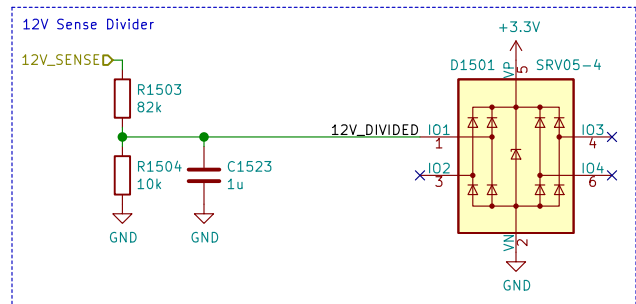 12V Sense Divider
+3.3V
12V_SENSE
D1501 SRV05-4
VP
5
R1503
82k
12V_DIVIDED
IO1
1
IO3
4
R1504
10k
C1523
1u
IO2
3
IO4
6
VN
2
GND
GND
GND